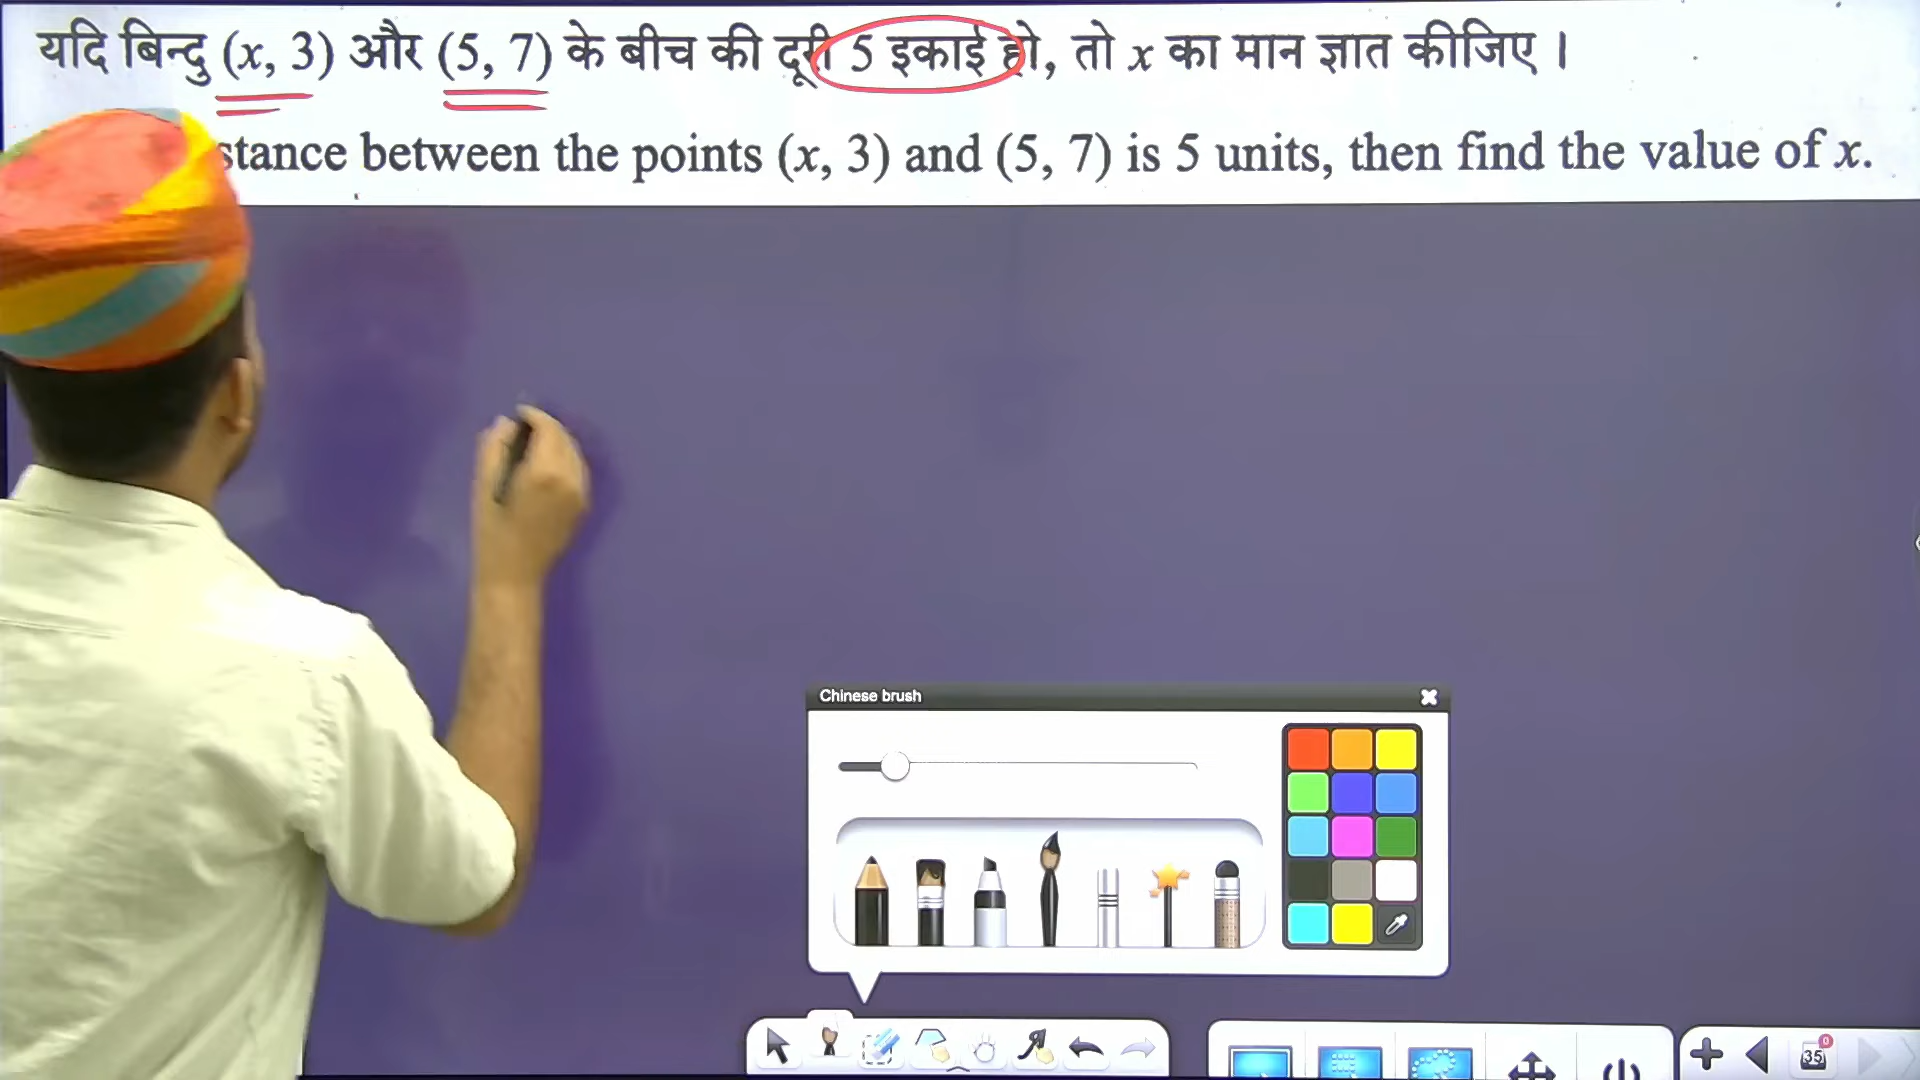 यदि बिन्दु (x, 3) और (5, 7) के बीच की दूरी 5 इकाई हो, तो x का मान ज्ञात कीजिए ।
stance between the points (x, 3) and (5, 7) is 5 units, then find the value of x.
Chinese brush
35
0